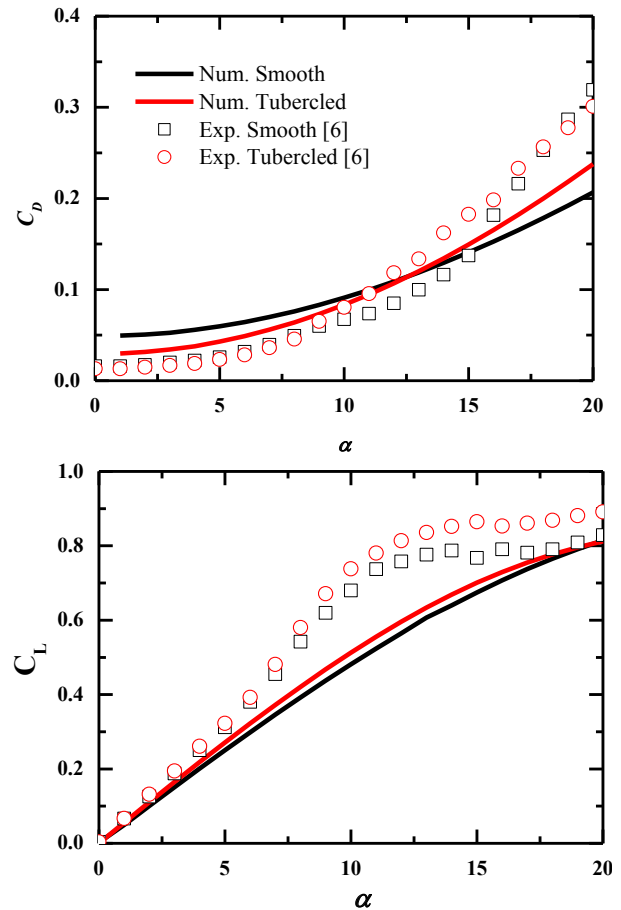 0.4
Num. Smooth
Num. Tubercled
0.3
Exp. Smooth [6]
Exp. Tubercled [6]
C_D
0.2
0.1
0.0
0 5 10 15 20
α
1.0
0.8
0.6
C_L
0.4
0.2
0.0
0 5 10 15 20
α